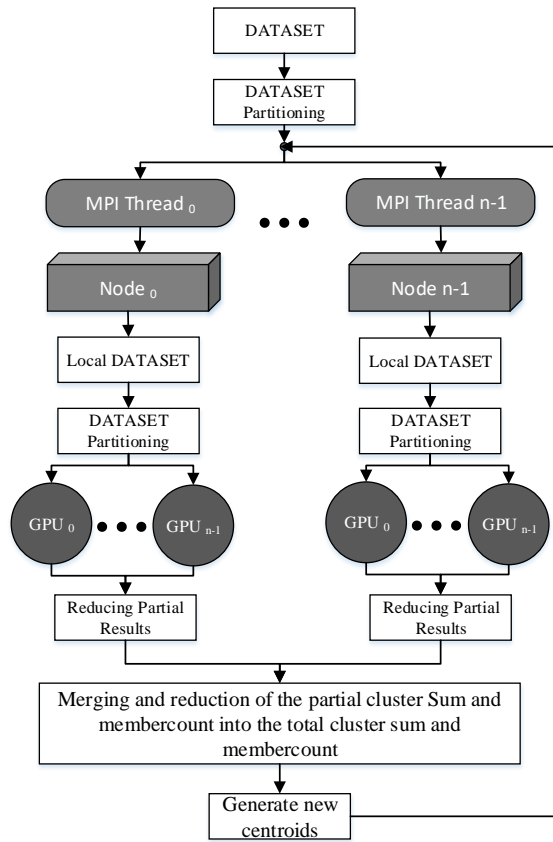 DATASET
DATASET
Partitioning
MPI Thread 0
MPI Thread n-1
Node 0
Node n-1
Local DATASET
Local DATASET
DATASET
Partitioning
DATASET
Partitioning
GPU 0
GPU n-1
GPU 0
GPU n-1
Reducing Partial
Results
Reducing Partial
Results
Merging and reduction of the partial cluster Sum and
membercount into the total cluster sum and
membercount
Generate new
centroids